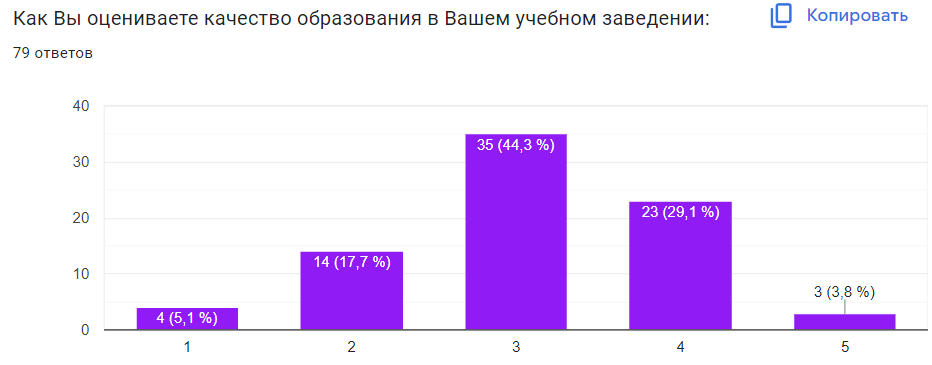 Как Вы оцениваете качество образования в Вашем учебном заведении:
Копировать
79 ответов
40
30
20
10
0
4 (5,1 %)
14 (17,7 %)
35 (44,3 %)
23 (29,1 %)
3 (3,8 %)
1 2 3 4 5